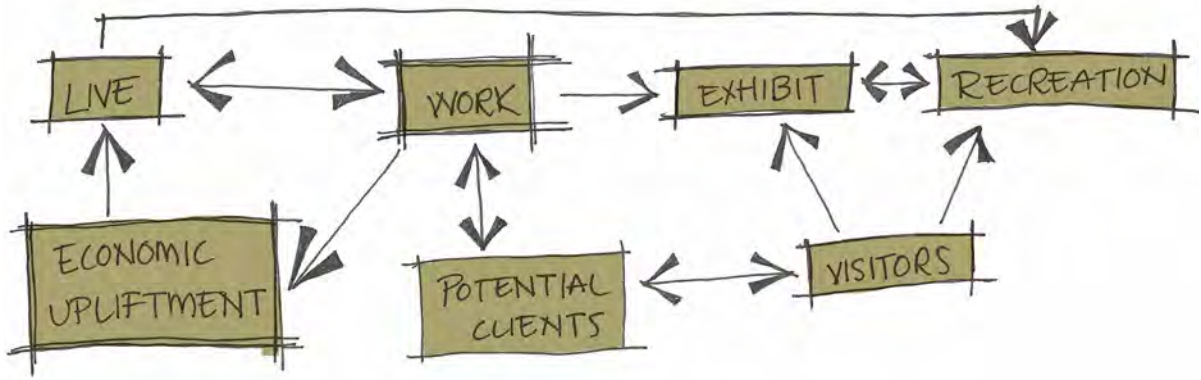 LIVE
WORK
EXHIBIT
RECREATION
ECONOMIC
UPLIFTMENT
POTENTIAL
CLIENTS
VISITORS